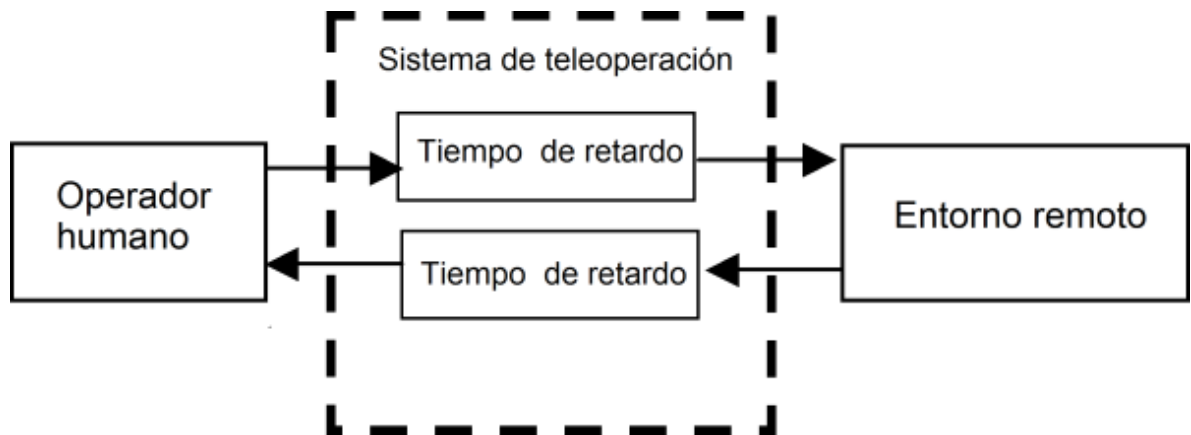 Sistema de teleoperación
Tiempo de retardo
Operador
humano
Entorno remoto
Tiempo de retardo